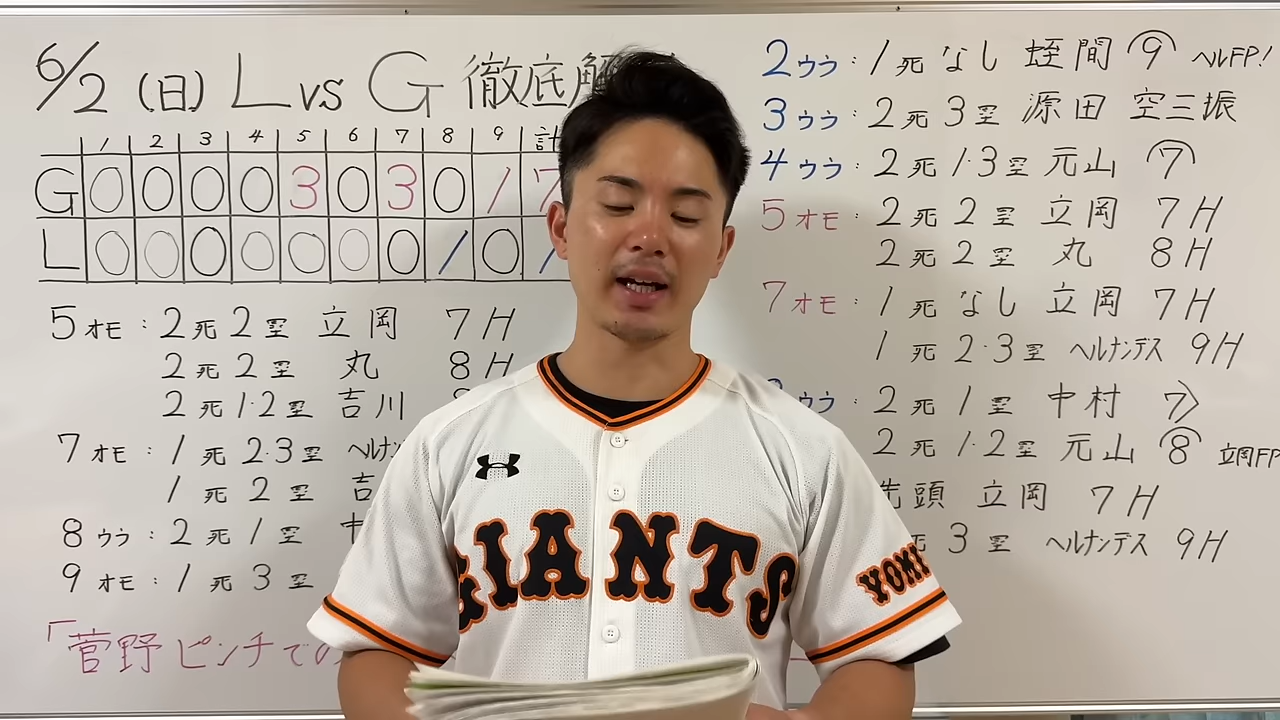 6/2 (日) L vs G 徹底解
1 2 3 4 5 6 7 8 9 計
G 0 0 0 0 3 0 3 0 1 7
L 0 0 0 0 0 0 0 1 0 1
5オモ:2死2塁 立岡 7H
2死2塁 丸 8H
2死1・2塁 吉川
7オモ:1死2・3塁 ヘルナ
1死2塁 吉
8ウラ:2死1塁 中
9オモ:1死3塁
「菅野ピンチでの
2ウラ:1死なし 蛭間 9 ヘルFP!
3ウラ:2死3塁 源田 空三振
4ウラ:2死1・3塁 元山 7
5オモ:2死2塁 立岡 7H
2死2塁 丸 8H
7オモ:1死なし 立岡 7H
1死2・3塁 ヘルナンデス 9H
ウラ:2死1塁 中村 7>
2死1・2塁 元山 8 立岡FP
先頭 立岡 7H
死3塁 ヘルナンデス 9H
GIANTS
YOMI